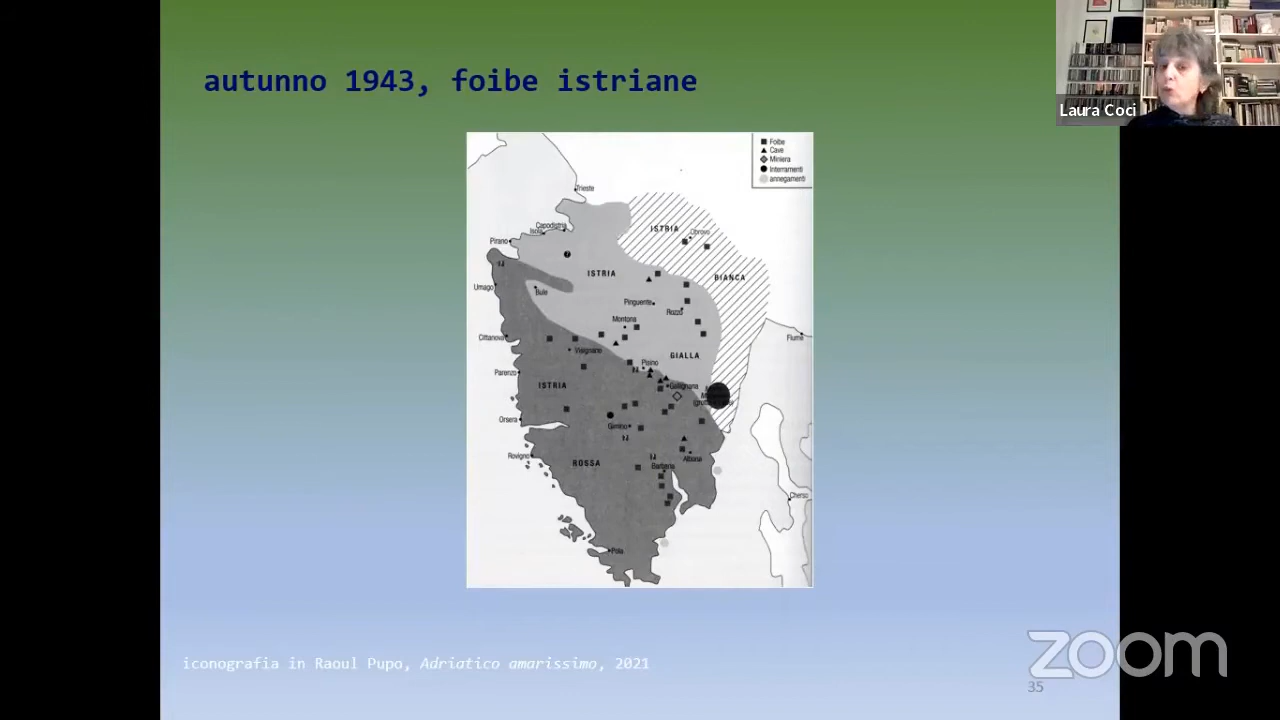 autunno 1943, foibe istriane
Laura Coci
Foibe
Cave
Miniera
Interramenti
annegamenti
Trieste
Capodistria
Isola
Pirano
ISTRIA
Obrovo
BIANCA
ISTRIA
Umago
Buie
Pinguente
Rozzo
Montona
Cittanova
Visignano
GIALLA
Fiume
Pisino
Parenzo
ISTRIA
Gallignana
Orsera
Gimino
Rovigno
ROSSA
Albona
Barbana
Cherso
Pola
iconografia in Raoul Pupo, Adriatico amarissimo, 2021
zoom
35